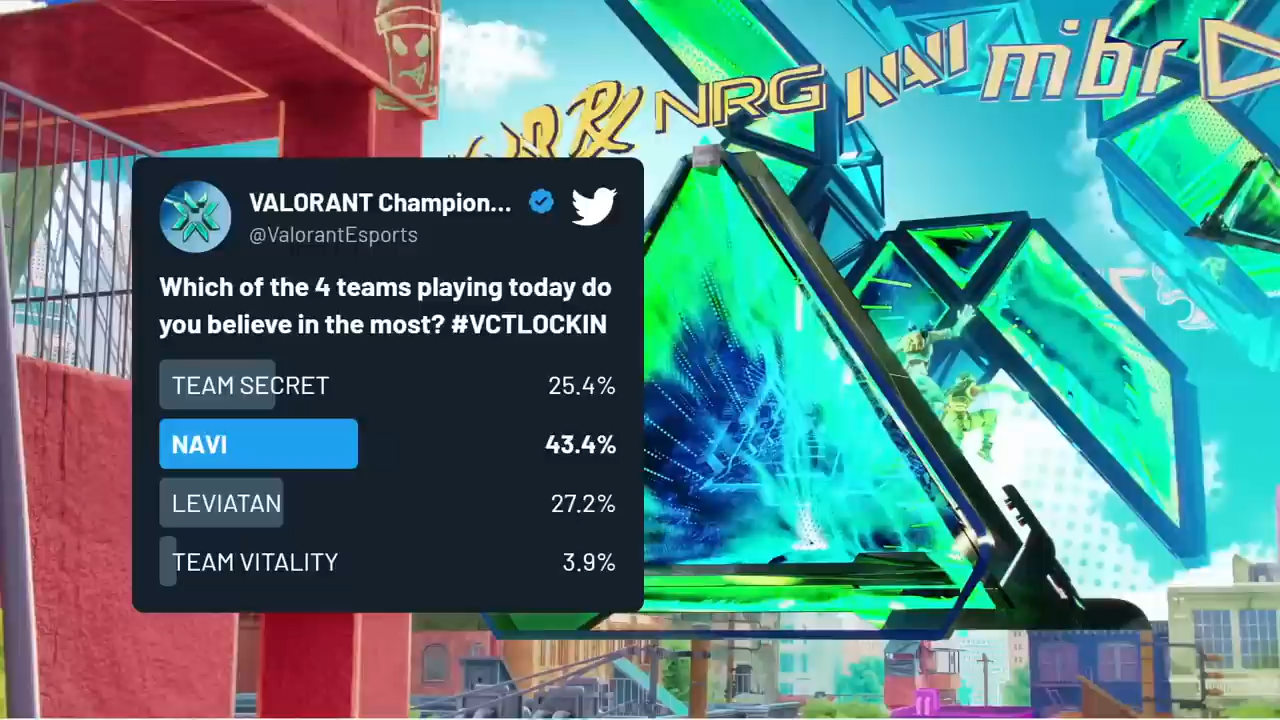 NRG NAVI mibr
VALORANT Champion...
@ValorantEsports
Which of the 4 teams playing today do
you believe in the most? #VCTLOCKIN
TEAM SECRET 25.4%
NAVI 43.4%
LEVIATAN 27.2%
TEAM VITALITY 3.9%